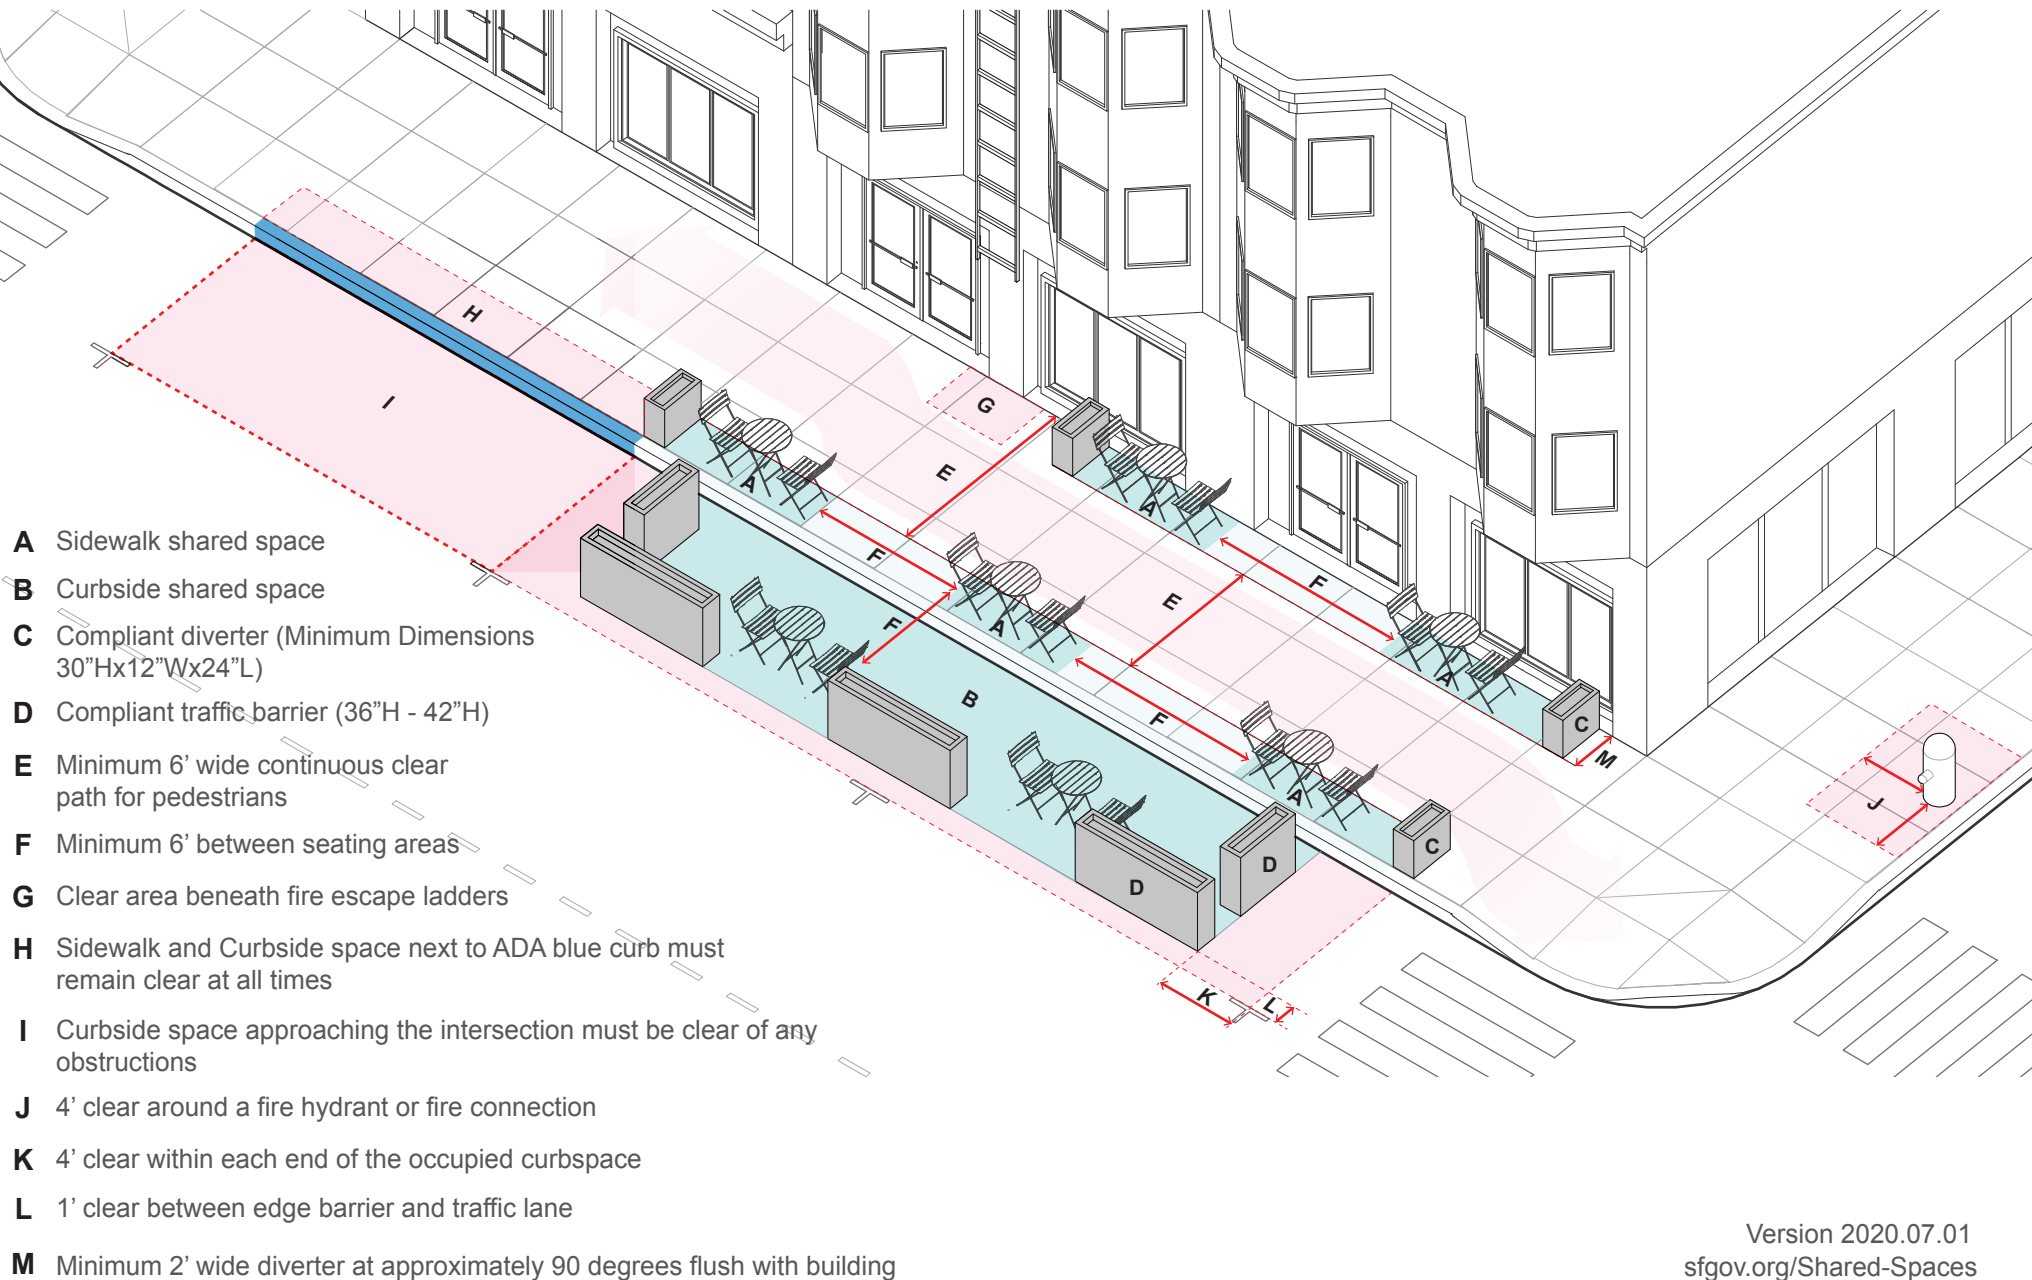 H
I
G
E
A
A
F
F
E
F
A
A
B
F
A
C
M
C
D
D
J
K
L
A Sidewalk shared space
B Curbside shared space
C Compliant diverter (Minimum Dimensions
30”Hx12”Wx24”L)
D Compliant traffic barrier (36”H - 42”H)
E Minimum 6’ wide continuous clear
path for pedestrians
F Minimum 6’ between seating areas
G Clear area beneath fire escape ladders
H Sidewalk and Curbside space next to ADA blue curb must
remain clear at all times
I Curbside space approaching the intersection must be clear of any
obstructions
J 4’ clear around a fire hydrant or fire connection
K 4’ clear within each end of the occupied curbspace
L 1’ clear between edge barrier and traffic lane
M Minimum 2’ wide diverter at approximately 90 degrees flush with building
Version 2020.07.01
sfgov.org/Shared-Spaces